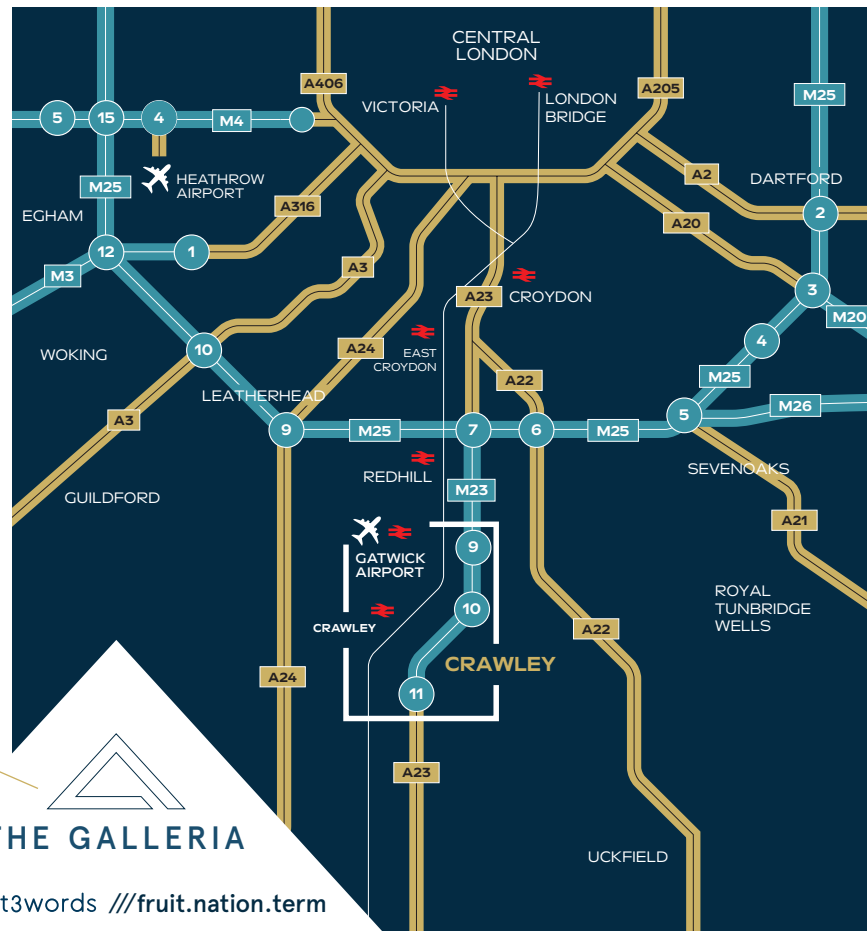 CENTRAL
LONDON
A406
A205
VICTORIA
LONDON
BRIDGE
M25
5
15
4
M4
M25
HEATHROW
AIRPORT
A2
DARTFORD
EGHAM
A316
A20
2
12
1
M3
A3
3
A23
CROYDON
M20
WOKING
10
A24
EAST
CROYDON
4
A22
M25
LEATHERHEAD
A3
M26
5
9
M25
7
6
M25
REDHILL
SEVENOAKS
M23
GUILDFORD
A21
9
GATWICK
AIRPORT
ROYAL
TUNBRIDGE
WELLS
10
CRAWLEY
A22
CRAWLEY
A24
11
A23
THE GALLERIA
UCKFIELD
t3words ///fruit.nation.term